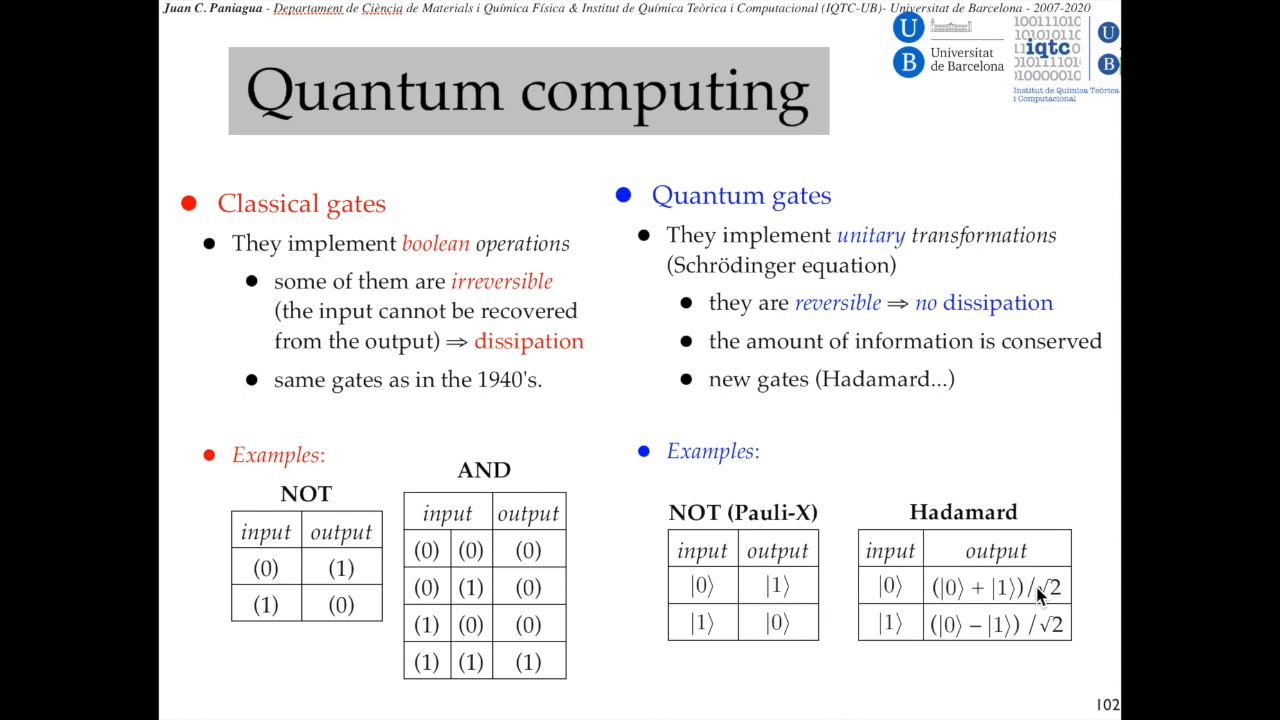 Juan C. Paniagua - Departament de Ciència de Materials i Química Física & Institut de Química Teòrica i Computacional (IQTC-UB)- Universitat de Barcelona - 2007-2020
U B Universitat
de Barcelona
100111010
10101011
iqtc
01011101
01000010
Institut de Química Teòrica
i Computacional
U
B
Quantum computing
• Classical gates
• They implement boolean operations
• some of them are irreversible
(the input cannot be recovered
from the output) ⇒ dissipation
• same gates as in the 1940's.
• Examples:
NOT
input output
(0) (1)
(1) (0)
AND
input output
(0) (0) (0)
(0) (1) (0)
(1) (0) (0)
(1) (1) (1)
• Quantum gates
• They implement unitary transformations
(Schrödinger equation)
• they are reversible ⇒ no dissipation
• the amount of information is conserved
• new gates (Hadamard...)
• Examples:
NOT (Pauli-X)
input output
|0⟩ |1⟩
|1⟩ |0⟩
Hadamard
input output
|0⟩ (|0⟩ + |1⟩)/√2
|1⟩ (|0⟩ – |1⟩) /√2
102